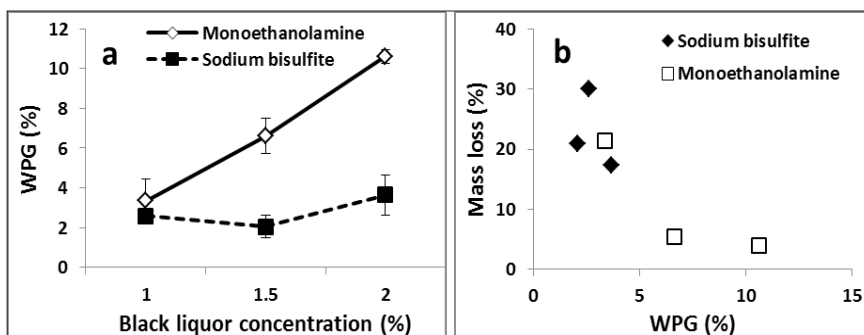 a
Monoethanolamine
Sodium bisulfite
WPG (%)
12
10
8
6
4
2
0
1 1.5 2
Black liquor concentration (%)
b
Sodium bisulfite
Monoethanolamine
Mass loss (%)
40
30
20
10
0
0 5 10 15
WPG (%)